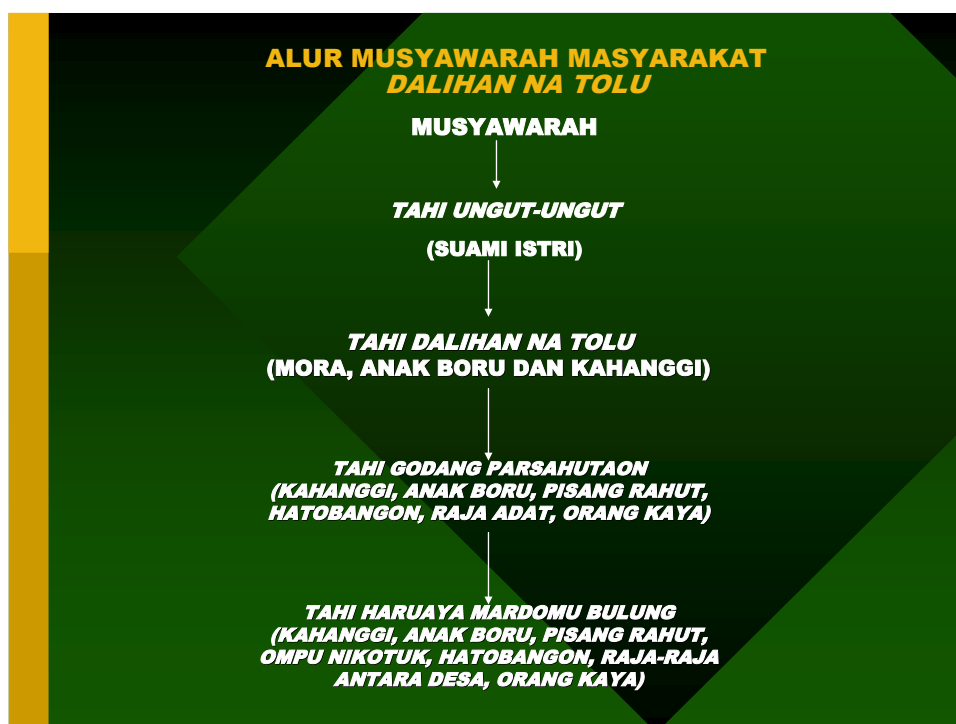 ALUR MUSYAWARAH MASYARAKAT
DALIHAN NA TOLU
MUSYAWARAH
TAHI UNGUT-UNGUT
(SUAMI ISTRI)
TAHI DALIHAN NA TOLU
(MORA, ANAK BORU DAN KAHANGGI)
TAHI GODANG PARSAHUTAON
(KAHANGGI, ANAK BORU, PISANG RAHUT,
HATOBANGON, RAJA ADAT, ORANG KAYA)
TAHI HARUAYA MARDOMU BULUNG
(KAHANGGI, ANAK BORU, PISANG RAHUT,
OMPU NIKOTUK, HATOBANGON, RAJA-RAJA
ANTARA DESA, ORANG KAYA)